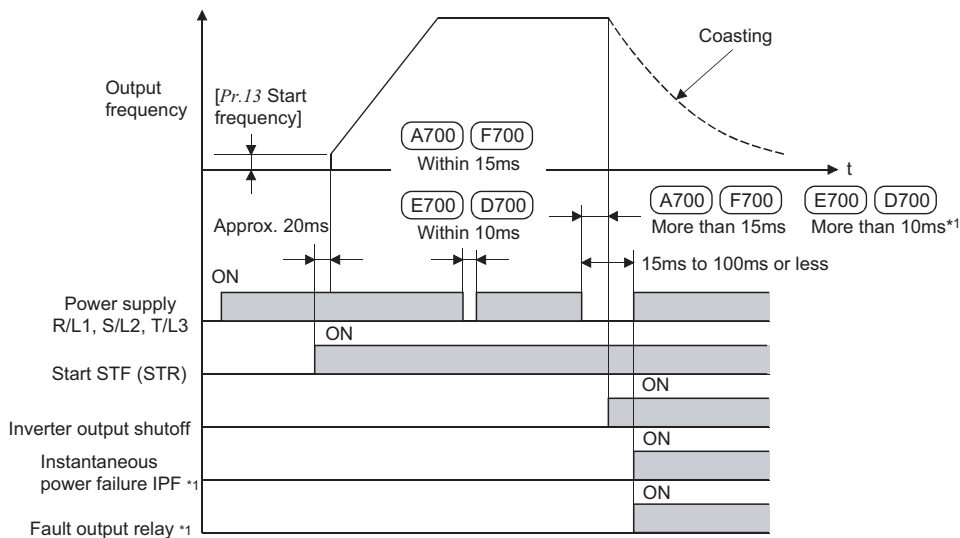 Coasting
Output
frequency
[Pr.13 Start
frequency]
A700 F700
Within 15ms
t
E700 D700
Within 10ms
A700 F700
More than 15ms
E700 D700
More than 10ms*1
Approx. 20ms
15ms to 100ms or less
ON
Power supply
R/L1, S/L2, T/L3
ON
Start STF (STR)
ON
Inverter output shutoff
ON
Instantaneous
power failure IPF *1
ON
Fault output relay *1